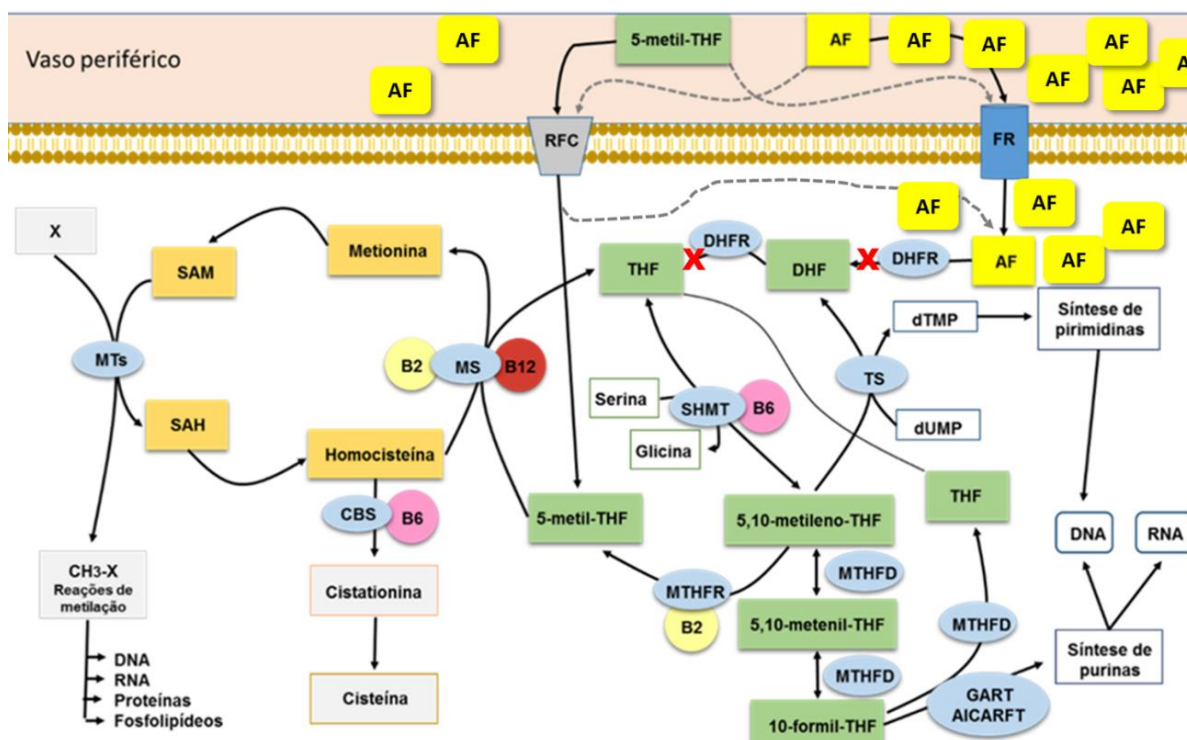 AF
5-metil-THF
AF
AF
AF
AF
Vaso periférico
AF
AF
AF
A
RFC
FR
AF
AF
AF
X
SAM
Metionina
THF
X
DHFR
DHF
X
DHFR
AF
AF
dTMP
Síntese de
pirimidinas
MTs
B2
MS
B12
TS
Serina
SHMT
B6
dUMP
SAH
Homocisteína
Glicina
CBS
B6
5-metil-THF
5,10-metileno-THF
THF
DNA
RNA
CH3-X
Reações de
metilação
Cistationina
MTHFR
B2
MTHFD
5,10-metenil-THF
MTHFD
DNA
RNA
Proteínas
Fosfolipídeos
Cisteína
MTHFD
10-formil-THF
GART
AICARFT
Síntese de
purinas